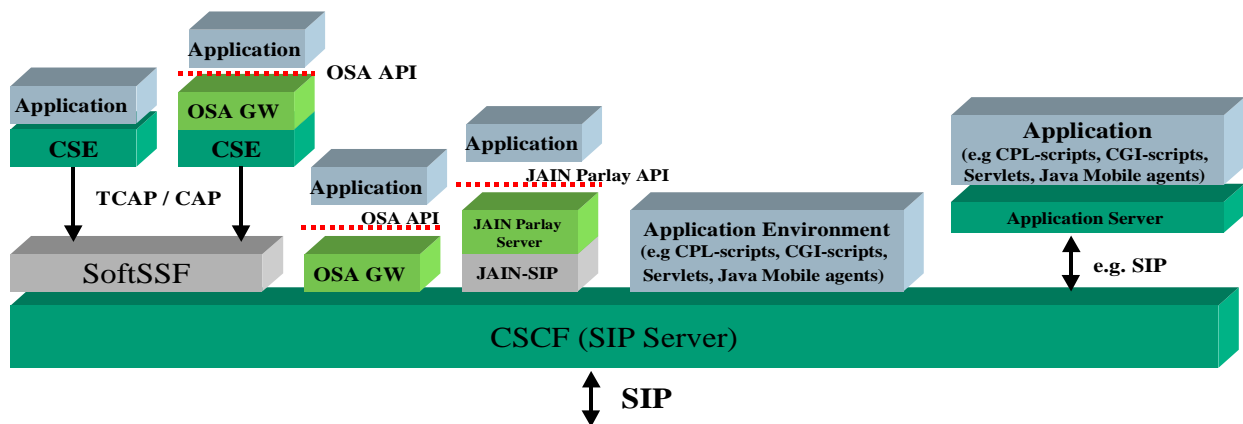 Application
OSA API
Application
OSA GW
CSE
CSE
TCAP / CAP
Application
JAIN Parlay API
Application
OSA API
JAIN Parlay
Server
OSA GW
JAIN-SIP
SoftSSF
Application Environment
(e.g CPL-scripts, CGI-scripts,
Servlets, Java Mobile agents)
Application
(e.g CPL-scripts, CGI-scripts,
Servlets, Java Mobile agents)
Application Server
e.g. SIP
CSCF (SIP Server)
SIP